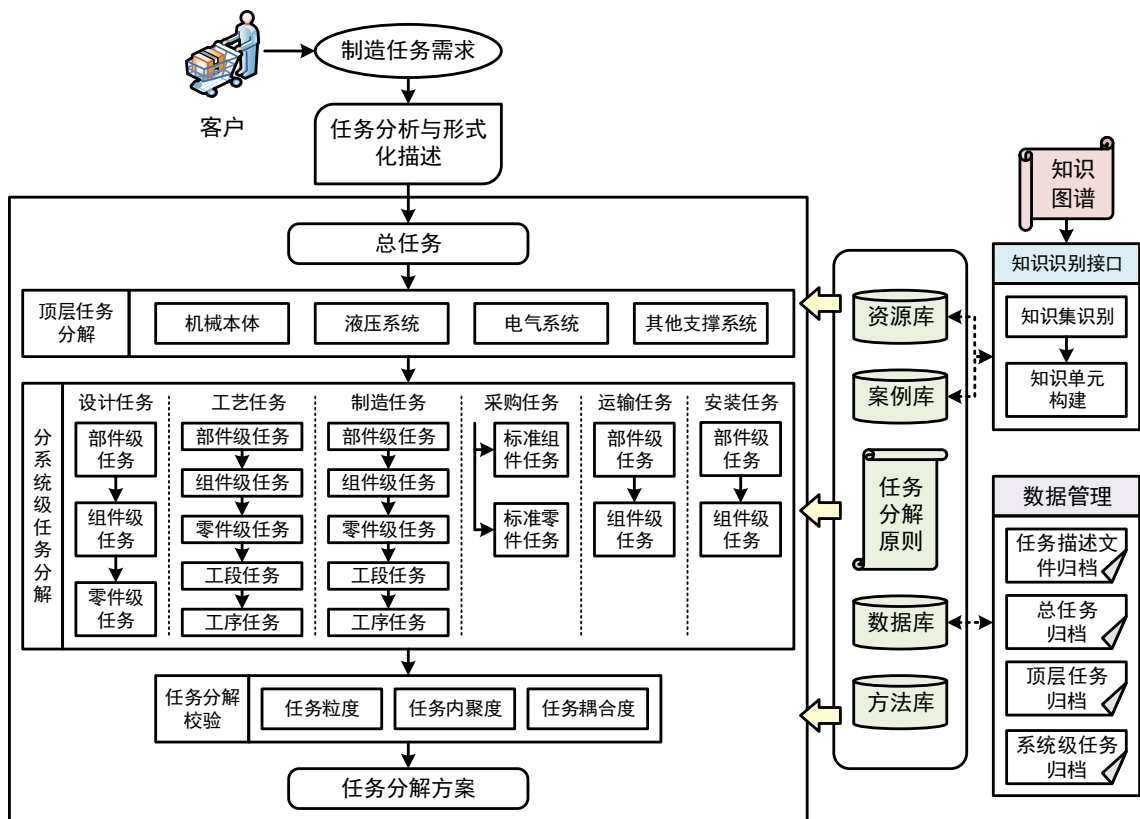 制造任务需求
客户
任务分析与形式
化描述
总任务
顶层任务
分解
机械本体
液压系统
电气系统
其他支撑系统
分系统级任务分解
设计任务
部件级
任务
组件级
任务
零件级
任务
工艺任务
部件级任务
组件级任务
零件级任务
工段任务
工序任务
制造任务
部件级任务
组件级任务
零件级任务
工段任务
工序任务
采购任务
标准组
件任务
标准零
件任务
运输任务
部件级
任务
组件级
任务
安装任务
部件级
任务
组件级
任务
任务分解
校验
任务粒度
任务内聚度
任务耦合度
任务分解方案
资源库
案例库
任务
分解
原则
数据库
方法库
知识
图谱
知识识别接口
知识集识别
知识单元
构建
数据管理
任务描述文
件归档
总任务
归档
顶层任务
归档
系统级任务
归档